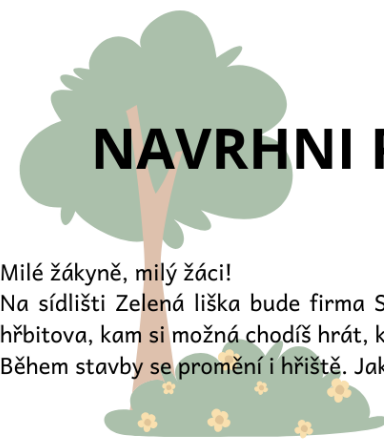 NAVRHNI
Milé žákyně, milý žáci!
Na sídlišti Zelená liška bude firma S
hřbitova, kam si možná chodíš hrát, k
Během stavby se promění i hřiště. Jak